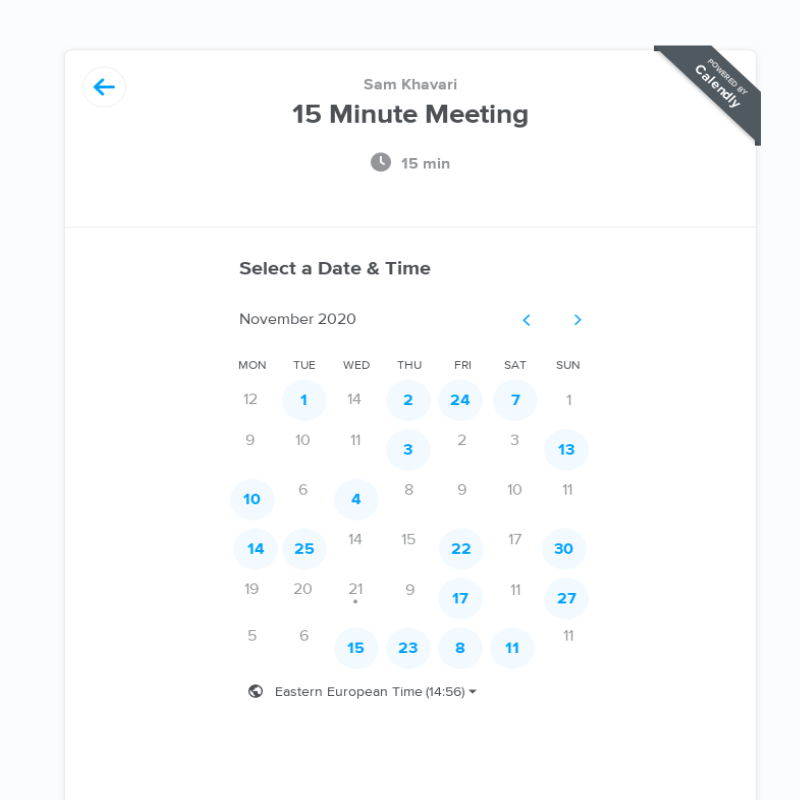 POWERED BY
Calendly
Sam Khavari
15 Minute Meeting
15 min
Select a Date & Time
November 2020
MON TUE WED THU FRI SAT SUN
12 1 14 2 24 7 1
9 10 11 3 2 3 13
10 6 4 8 9 10 11
14 25 14 15 22 17 30
19 20 21 9 17 11 27
5 6 15 23 8 11 11
Eastern European Time (14:56)